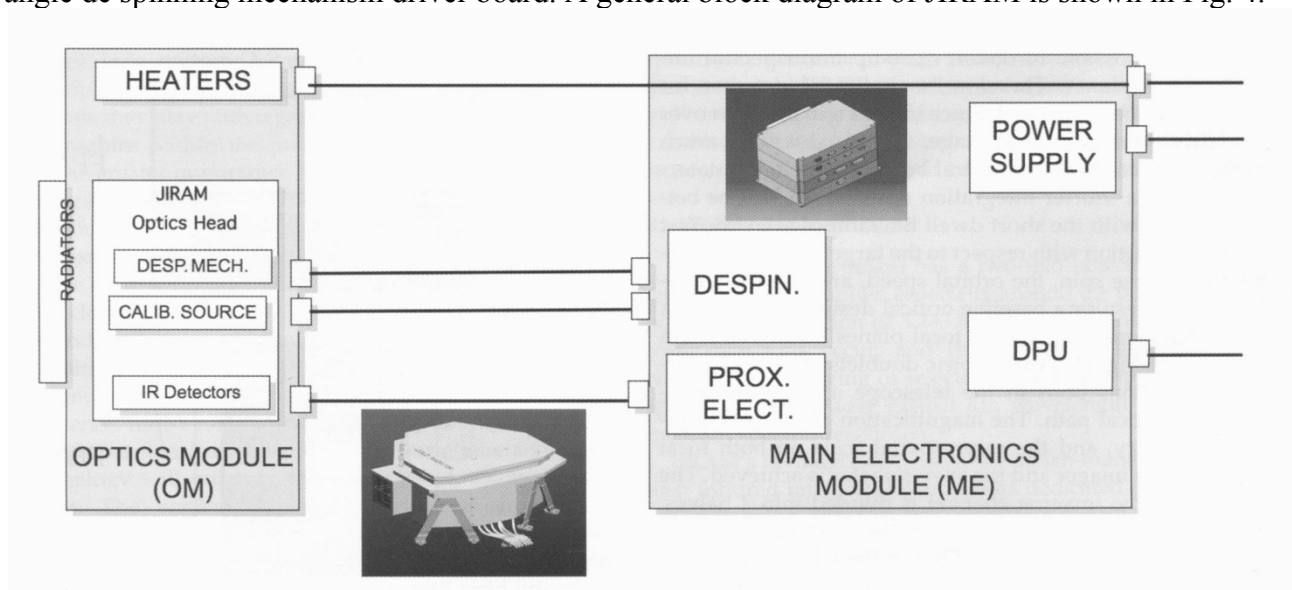 angle de spinning mechanism driver board. A general block diagram of JIRAM is shown in Fig. 4.
HEATERS
POWER
SUPPLY
RADIATORS
JIRAM
Optics Head
DESP. MECH.
CALIB. SOURCE
IR Detectors
DESPIN.
PROX.
ELECT.
DPU
OPTICS MODULE
(OM)
MAIN ELECTRONICS
MODULE (ME)